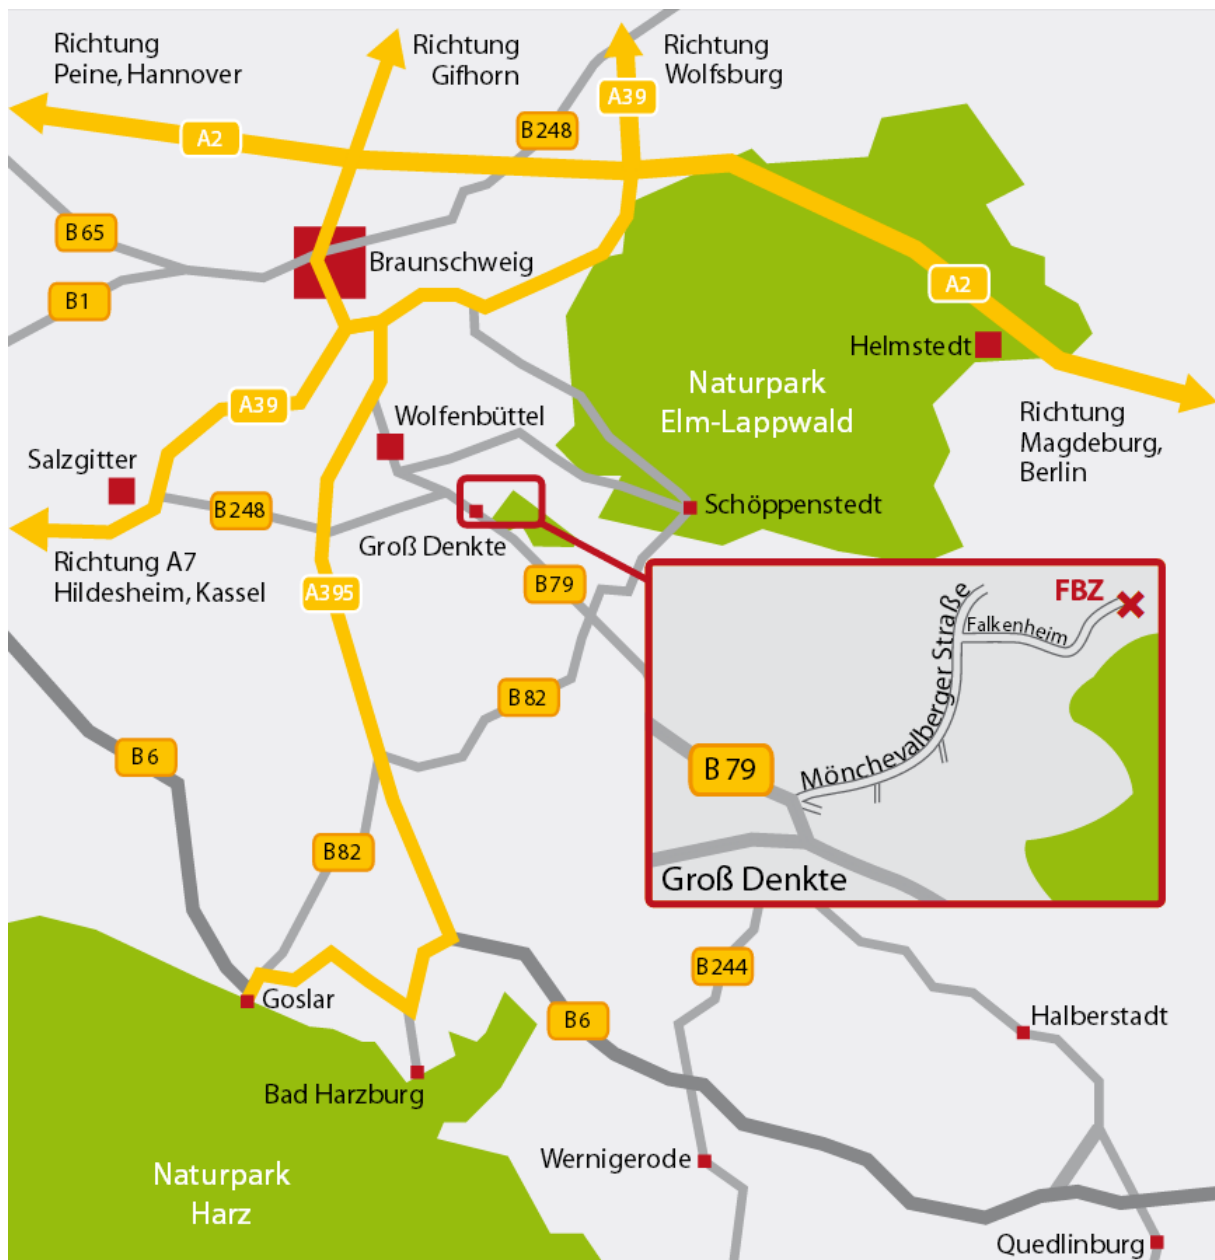 Richtung
Peine, Hannover
Richtung
Gifhorn
Richtung
Wolfsburg
A39
B248
A2
B65
Braunschweig
B1
A2
Helmstedt
Naturpark
Elm-Lappwald
A39
Wolfenbüttel
Richtung
Magdeburg,
Berlin
Salzgitter
B248
Schöppenstedt
Groß Denkte
Richtung A7
Hildesheim, Kassel
A395
B79
FBZ
Falkenheim
Mönchevalberger Straße
B82
B6
B 79
B82
Groß Denkte
B244
Goslar
B6
Halberstadt
Bad Harzburg
Wernigerode
Naturpark
Harz
Quedlinburg